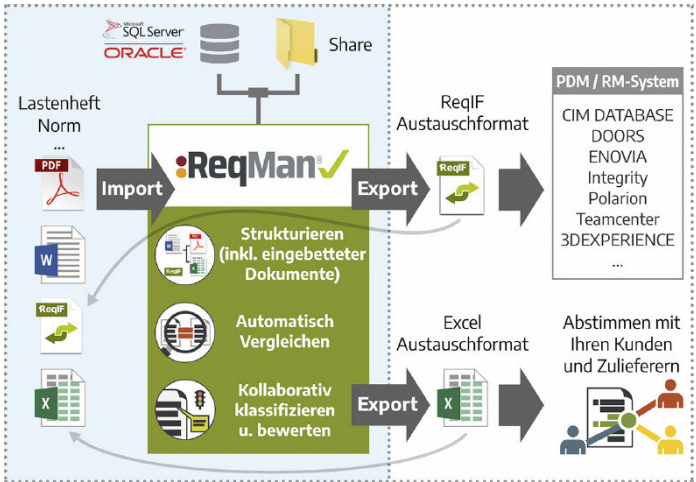 Microsoft
SQL Server
ORACLE
Share
Lastenheft
Norm
...
PDF
W
ReqIF
X
Import
ReqMan
®
Strukturieren
(inkl. eingebetteter
Dokumente)
W
PDF
ReqIF
X
Automatisch
Vergleichen
Kollaborativ
klassifizieren
u. bewerten
Export
ReqIF
Austauschformat
ReqIF
PDM / RM-System
CIM DATABASE
DOORS
ENOVIA
Integrity
Polarion
Teamcenter
3DEXPERIENCE
...
Export
Excel
Austauschformat
X
Abstimmen mit
Ihren Kunden
und Zulieferern